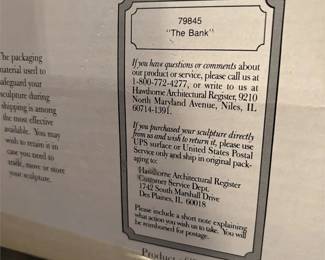 The packaging
material used to
safeguard your
sculpture during
shipping is among
the most effective
available. You may
wish to retain it in
case you need to
trade, move or store
your sculpture.
79845
"The Bank"
If you have questions or comments about
our product or service, please call us at
1-800-772-4277, or write to us at
Hawthorne Architectural Register, 9210
North Maryland Avenue, Niles, IL
60714-1391.
If you purchased your sculpture directly
from us and wish to return it, please use
UPS surface or United States Postal
Service only and ship in original pack-
aging to:
Hawthorne Architectural Register
Customer Service Dept.
1742 South Marshall Drive
Des Plaines, IL 60018
Please include a short note explaining
what action you wish us to take. You will
be reimbursed for postage.